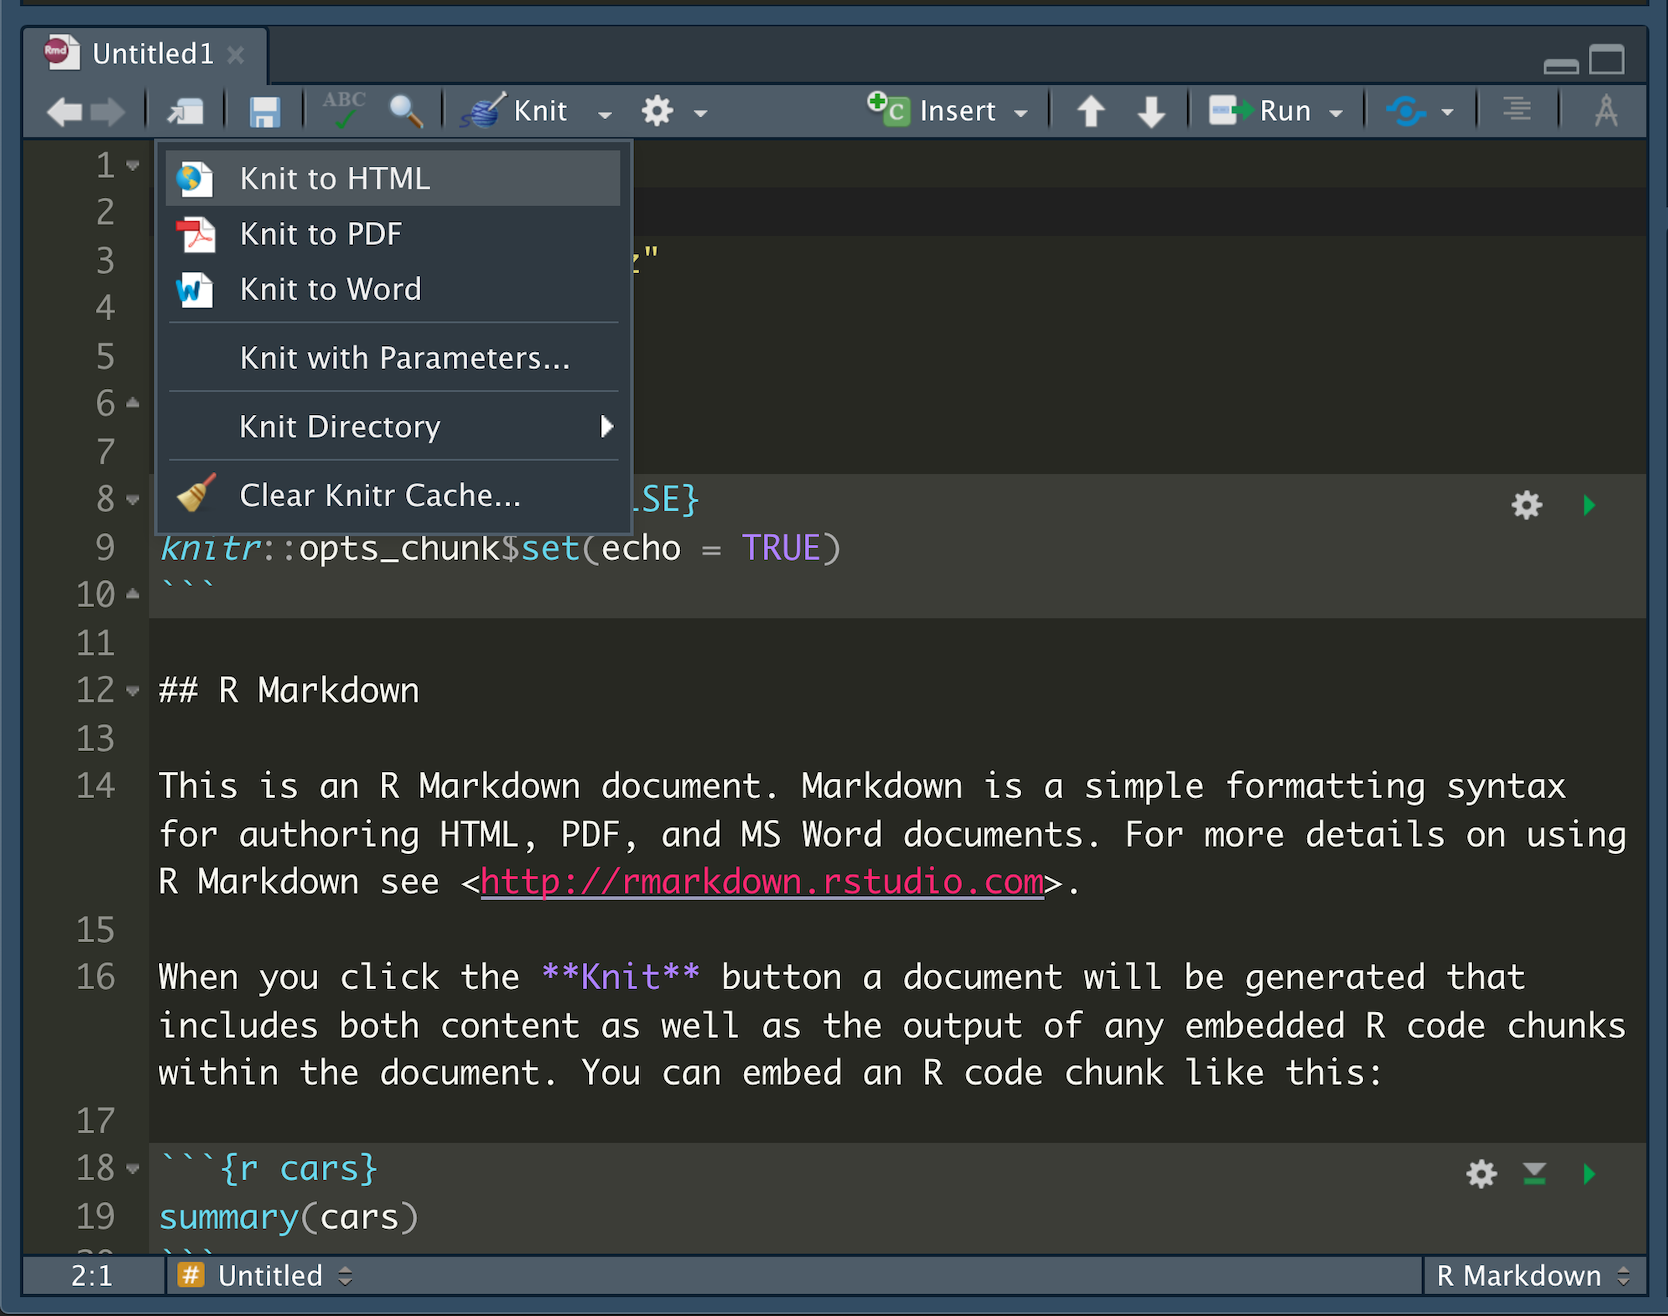 Untitled1
ABC Knit Insert Run
1
Knit to HTML
2
Knit to PDF
3 z"
Knit to Word
4
5 Knit with Parameters...
6
Knit Directory
7
8 LSE}
Clear Knitr Cache...
9 knitr::opts_chunk$set(echo = TRUE)
10 ```
11
12 ## R Markdown
13
14 This is an R Markdown document. Markdown is a simple formatting syntax
for authoring HTML, PDF, and MS Word documents. For more details on using
R Markdown see <http://rmarkdown.rstudio.com>.
15
16 When you click the **Knit** button a document will be generated that
includes both content as well as the output of any embedded R code chunks
within the document. You can embed an R code chunk like this:
17
18 ```{r cars}
19 summary(cars)
20 ```
2:1 # Untitled R Markdown